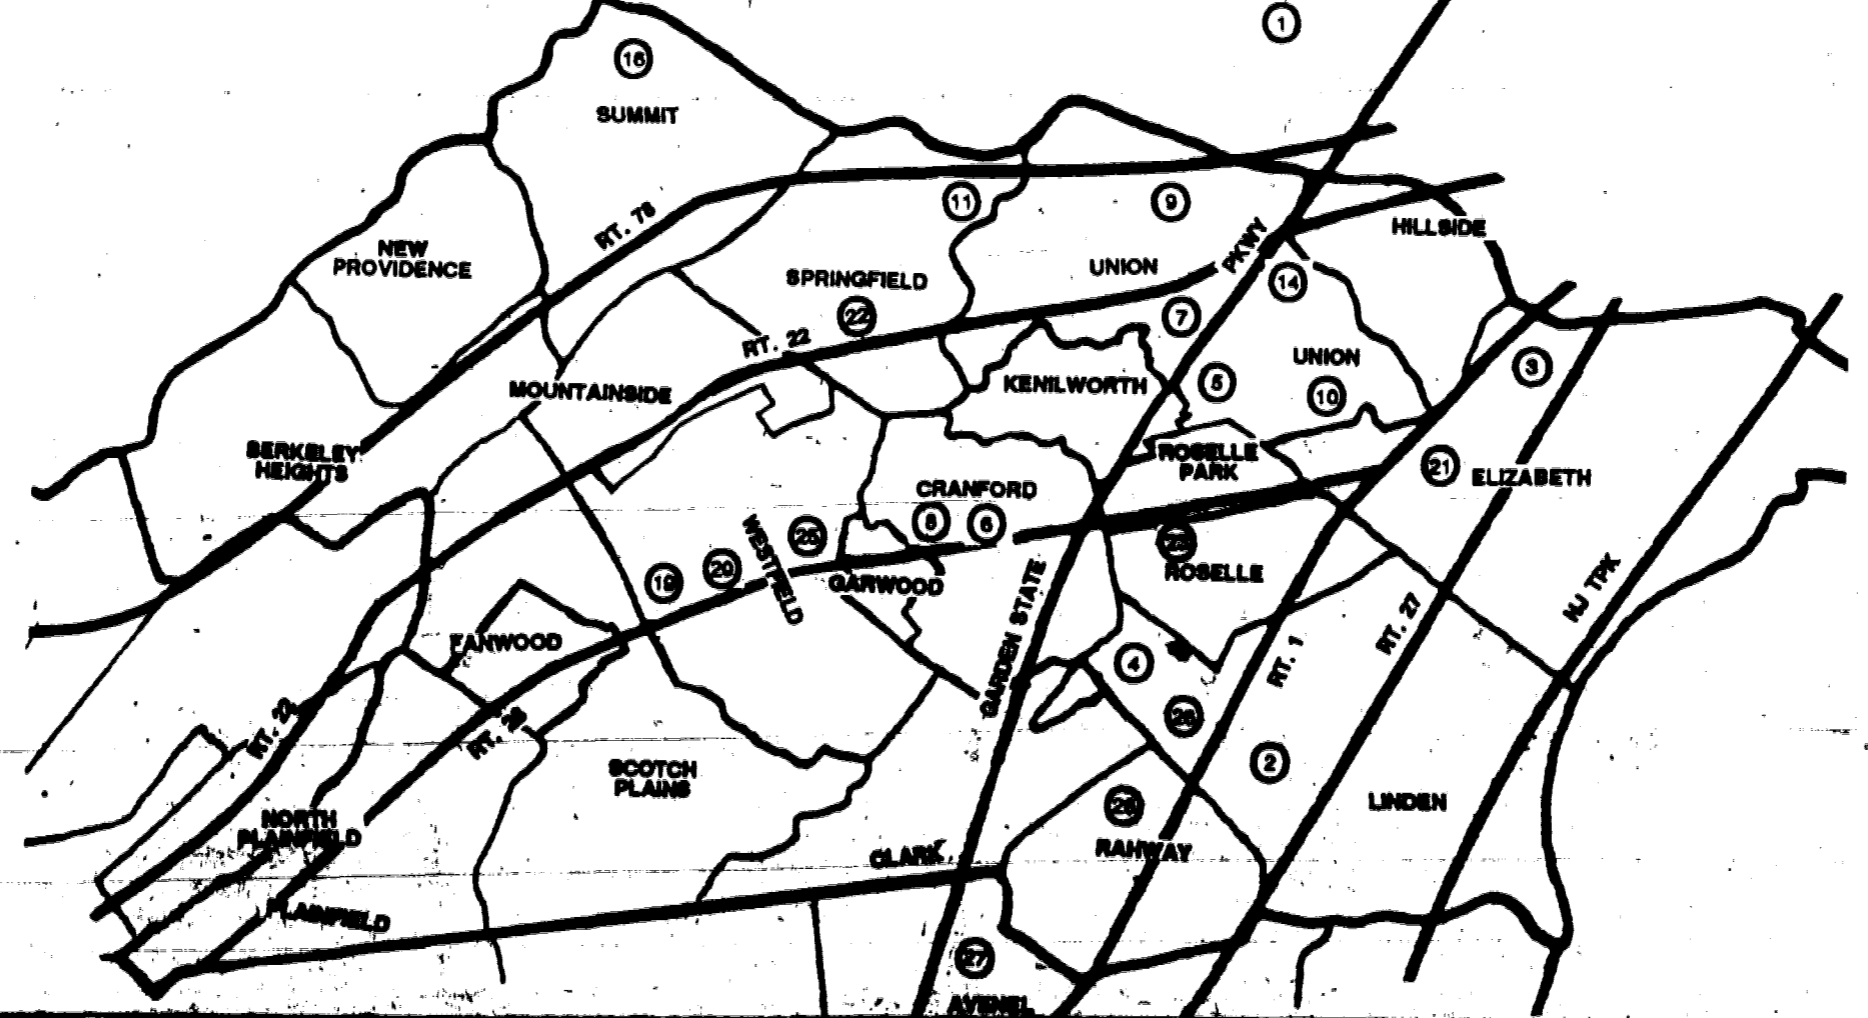 1
16
SUMMIT
11
9
RT. 78
HILLSIDE
NEW
PROVIDENCE
PKWY
UNION
SPRINGFIELD
14
22
7
RT. 22
UNION
3
KENILWORTH
5
MOUNTAINSIDE
10
BERKELEY
HEIGHTS
ROSELLE
PARK
21
ELIZABETH
CRANFORD
6
WESTFIELD
25
ROSELLE
19
20
GARWOOD
NJ TPK
GARDEN STATE
RT. 27
FANWOOD
4
RT. 1
RT. 22
2
SCOTCH
PLAINS
LINDEN
NORTH
PLAINFIELD
RAHWAY
CLARK
PLAINFIELD
27
AVENEL